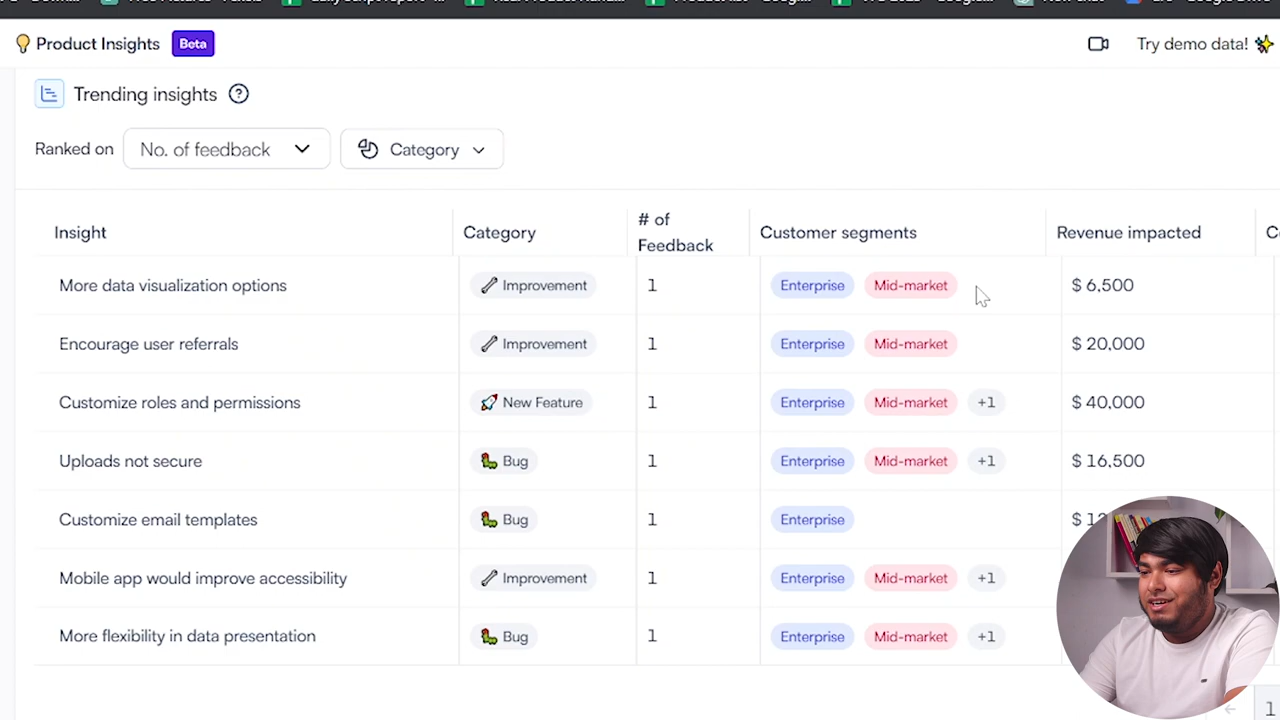 Product Insights Beta Try demo data!
Trending insights ?
Ranked on No. of feedback Category
Insight Category # of Feedback Customer segments Revenue impacted
More data visualization options Improvement 1 Enterprise Mid-market $ 6,500
Encourage user referrals Improvement 1 Enterprise Mid-market $ 20,000
Customize roles and permissions New Feature 1 Enterprise Mid-market +1 $ 40,000
Uploads not secure Bug 1 Enterprise Mid-market +1 $ 16,500
Customize email templates Bug 1 Enterprise
Mobile app would improve accessibility Improvement 1 Enterprise Mid-market +1
More flexibility in data presentation Bug 1 Enterprise Mid-market +1
1